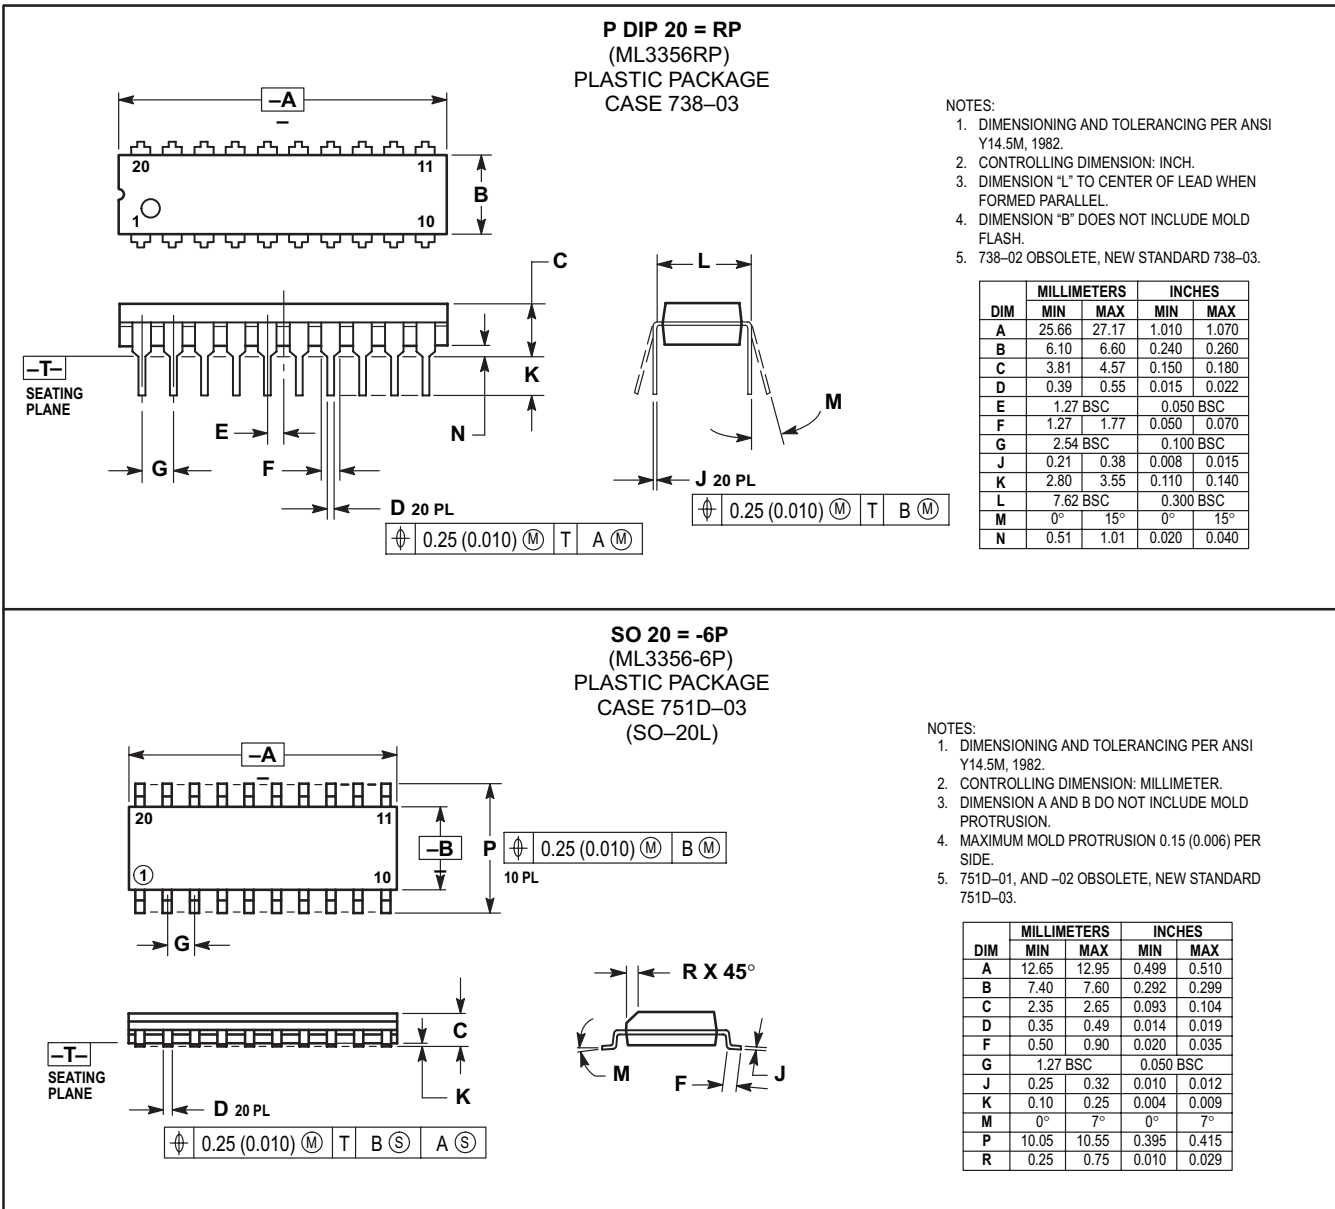 P DIP 20 = RP
(ML3356RP)
PLASTIC PACKAGE
CASE 738–03
–A
–
20
11
1
10
B
C
L
–T–
SEATING
PLANE
K
M
E
N
G
F
J 20 PL
D 20 PL
0.25 (0.010) Ⓜ T B Ⓜ
0.25 (0.010) Ⓜ T A Ⓜ
NOTES:
1. DIMENSIONING AND TOLERANCING PER ANSI
Y14.5M, 1982.
2. CONTROLLING DIMENSION: INCH.
3. DIMENSION “L” TO CENTER OF LEAD WHEN
FORMED PARALLEL.
4. DIMENSION “B” DOES NOT INCLUDE MOLD
FLASH.
5. 738–02 OBSOLETE, NEW STANDARD 738–03.
MILLIMETERS INCHES
DIM MIN MAX MIN MAX
A 25.66 27.17 1.010 1.070
B 6.10 6.60 0.240 0.260
C 3.81 4.57 0.150 0.180
D 0.39 0.55 0.015 0.022
E 1.27 BSC 0.050 BSC
F 1.27 1.77 0.050 0.070
G 2.54 BSC 0.100 BSC
J 0.21 0.38 0.008 0.015
K 2.80 3.55 0.110 0.140
L 7.62 BSC 0.300 BSC
M 0° 15° 0° 15°
N 0.51 1.01 0.020 0.040
SO 20 = -6P
(ML3356-6P)
PLASTIC PACKAGE
CASE 751D–03
(SO–20L)
–A
–
20
11
1
10
–B
–
P
0.25 (0.010) Ⓜ B Ⓜ
10 PL
G
R X 45°
C
–T–
SEATING
PLANE
M
F
J
K
D 20 PL
0.25 (0.010) Ⓜ T B Ⓢ A Ⓢ
NOTES:
1. DIMENSIONING AND TOLERANCING PER ANSI
Y14.5M, 1982.
2. CONTROLLING DIMENSION: MILLIMETER.
3. DIMENSION A AND B DO NOT INCLUDE MOLD
PROTRUSION.
4. MAXIMUM MOLD PROTRUSION 0.15 (0.006) PER
SIDE.
5. 751D–01, AND –02 OBSOLETE, NEW STANDARD
751D–03.
MILLIMETERS INCHES
DIM MIN MAX MIN MAX
A 12.65 12.95 0.499 0.510
B 7.40 7.60 0.292 0.299
C 2.35 2.65 0.093 0.104
D 0.35 0.49 0.014 0.019
F 0.50 0.90 0.020 0.035
G 1.27 BSC 0.050 BSC
J 0.25 0.32 0.010 0.012
K 0.10 0.25 0.004 0.009
M 0° 7° 0° 7°
P 10.05 10.55 0.395 0.415
R 0.25 0.75 0.010 0.029